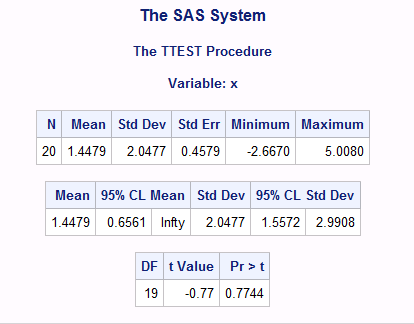 The SAS System
The TTEST Procedure
Variable: x
N Mean Std Dev Std Err Minimum Maximum
20 1.4479 2.0477 0.4579 -2.6670 5.0080
Mean 95% CL Mean Std Dev 95% CL Std Dev
1.4479 0.6561 Infty 2.0477 1.5572 2.9908
DF t Value Pr > t
19 -0.77 0.7744